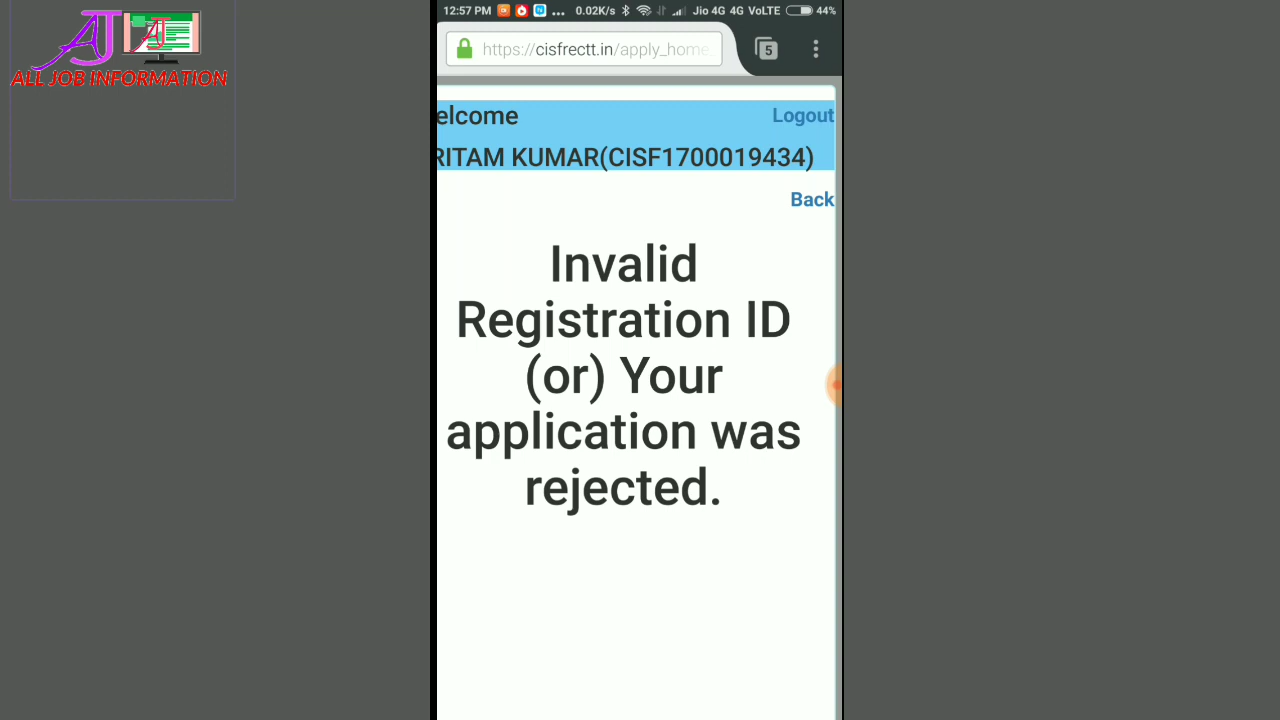 AJ
ALL JOB INFORMATION
12:57 PM ... 0.02K/s Jio 4G 4G VoLTE 44%
https://cisfrectt.in/apply_home 5
elcome Logout
RITAM KUMAR(CISF1700019434)
Back
Invalid
Registration ID
(or) Your
application was
rejected.